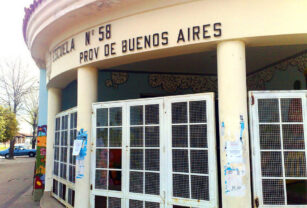 ESCUELA Nº 58
PROV DE BUENOS AIRES